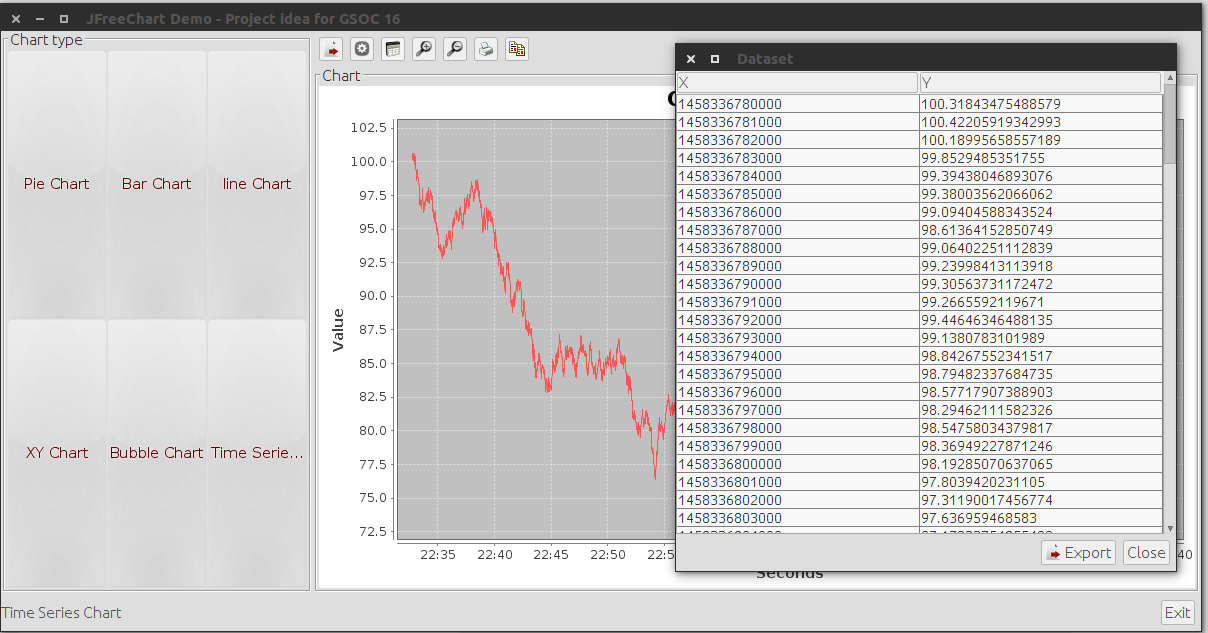 JFreeChart Demo - Project idea for GSOC 16
Chart type
Pie Chart
Bar Chart
line Chart
XY Chart
Bubble Chart
Time Serie...
Chart
102.5
100.0
97.5
95.0
92.5
90.0
87.5
85.0
82.5
80.0
77.5
75.0
72.5
Value
22:35
22:40
22:45
22:50
22:5
40
Seconds
Dataset
X Y
1458336780000 100.31843475488579
1458336781000 100.42205919342993
1458336782000 100.18995658557189
1458336783000 99.8529485351755
1458336784000 99.39438046893076
1458336785000 99.38003562066062
1458336786000 99.09404588343524
1458336787000 98.61364152850749
1458336788000 99.06402251112839
1458336789000 99.23998413113918
1458336790000 99.30563731172472
1458336791000 99.2665592119671
1458336792000 99.44646346488135
1458336793000 99.1380783101989
1458336794000 98.84267552341517
1458336795000 98.79482337684735
1458336796000 98.57717907388903
1458336797000 98.29462111582326
1458336798000 98.54758034379817
1458336799000 98.36949227871246
1458336800000 98.19285070637065
1458336801000 97.8039420231105
1458336802000 97.31190017456774
1458336803000 97.636959468583
Export
Close
Time Series Chart
Exit